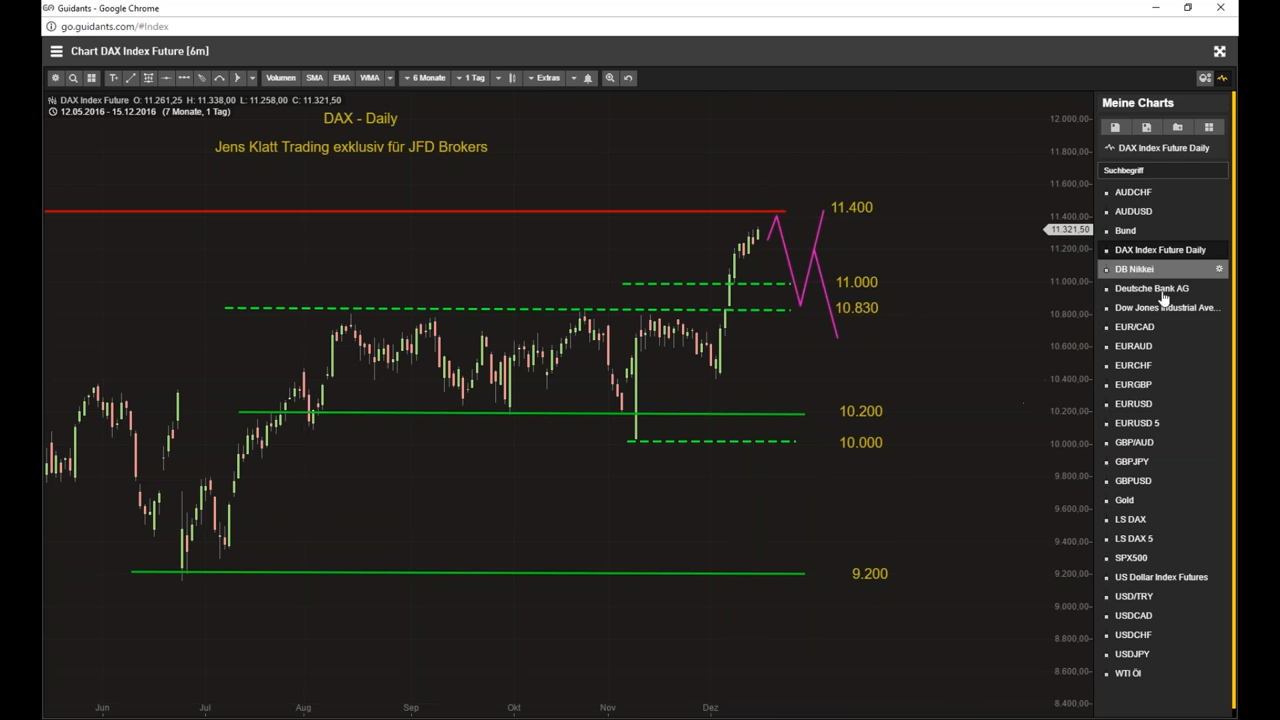 Guidants - Google Chrome
go.guidants.com/#Index
Chart DAX Index Future [6m]
T+ Volumen SMA EMA WMA 6 Monate 1 Tag Extras
DAX Index Future O: 11.261,25 H: 11.338,00 L: 11.258,00 C: 11.321,50
12.05.2016 - 15.12.2016 (7 Monate, 1 Tag)
DAX - Daily
Jens Klatt Trading exklusiv für JFD Brokers
11.400
11.000
10.830
10.200
10.000
9.200
12.000,00
11.800,00
11.600,00
11.400,00
11.321,50
11.200,00
11.000,00
10.800,00
10.600,00
10.400,00
10.200,00
10.000,00
9.800,00
9.600,00
9.400,00
9.200,00
9.000,00
8.800,00
8.600,00
8.400,00
Jun Jul Aug Sep Okt Nov Dez
Meine Charts
DAX Index Future Daily
Suchbegriff
AUDCHF
AUDUSD
Bund
DAX Index Future Daily
DB Nikkei
Deutsche Bank AG
Dow Jones Industrial Ave...
EUR/CAD
EURAUD
EURCHF
EURGBP
EURUSD
EURUSD 5
GBP/AUD
GBPJPY
GBPUSD
Gold
LS DAX
LS DAX 5
SPX500
US Dollar Index Futures
USD/TRY
USDCAD
USDCHF
USDJPY
WTI Öl